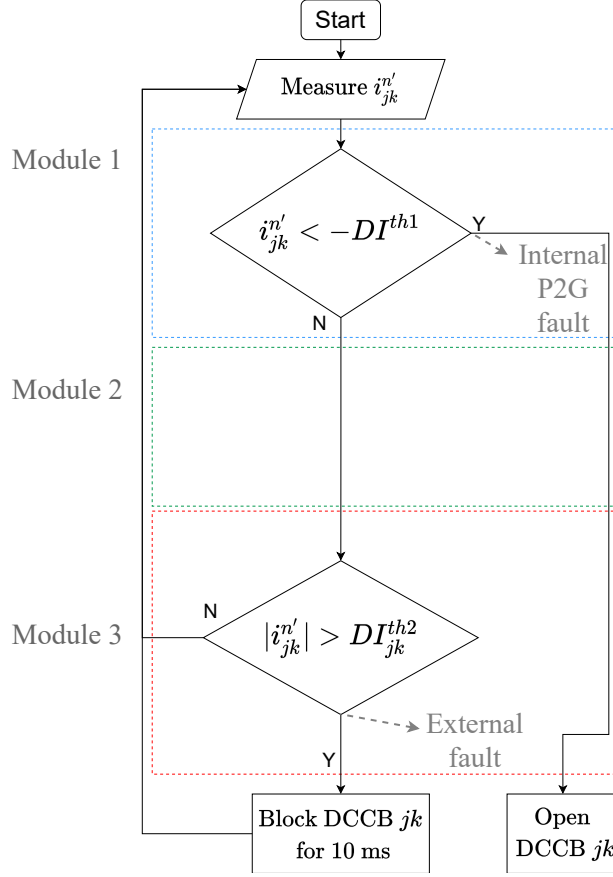 Start
Measure $i_{jk}^{n'}$
Module 1
$i_{jk}^{n'} < -DI^{th1}$
Y
Internal
P2G
fault
N
Module 2
N
Module 3
$|i_{jk}^{n'}| > DI_{jk}^{th2}$
External
fault
Y
Block DCCB $jk$
for 10 ms
Open
DCCB $jk$